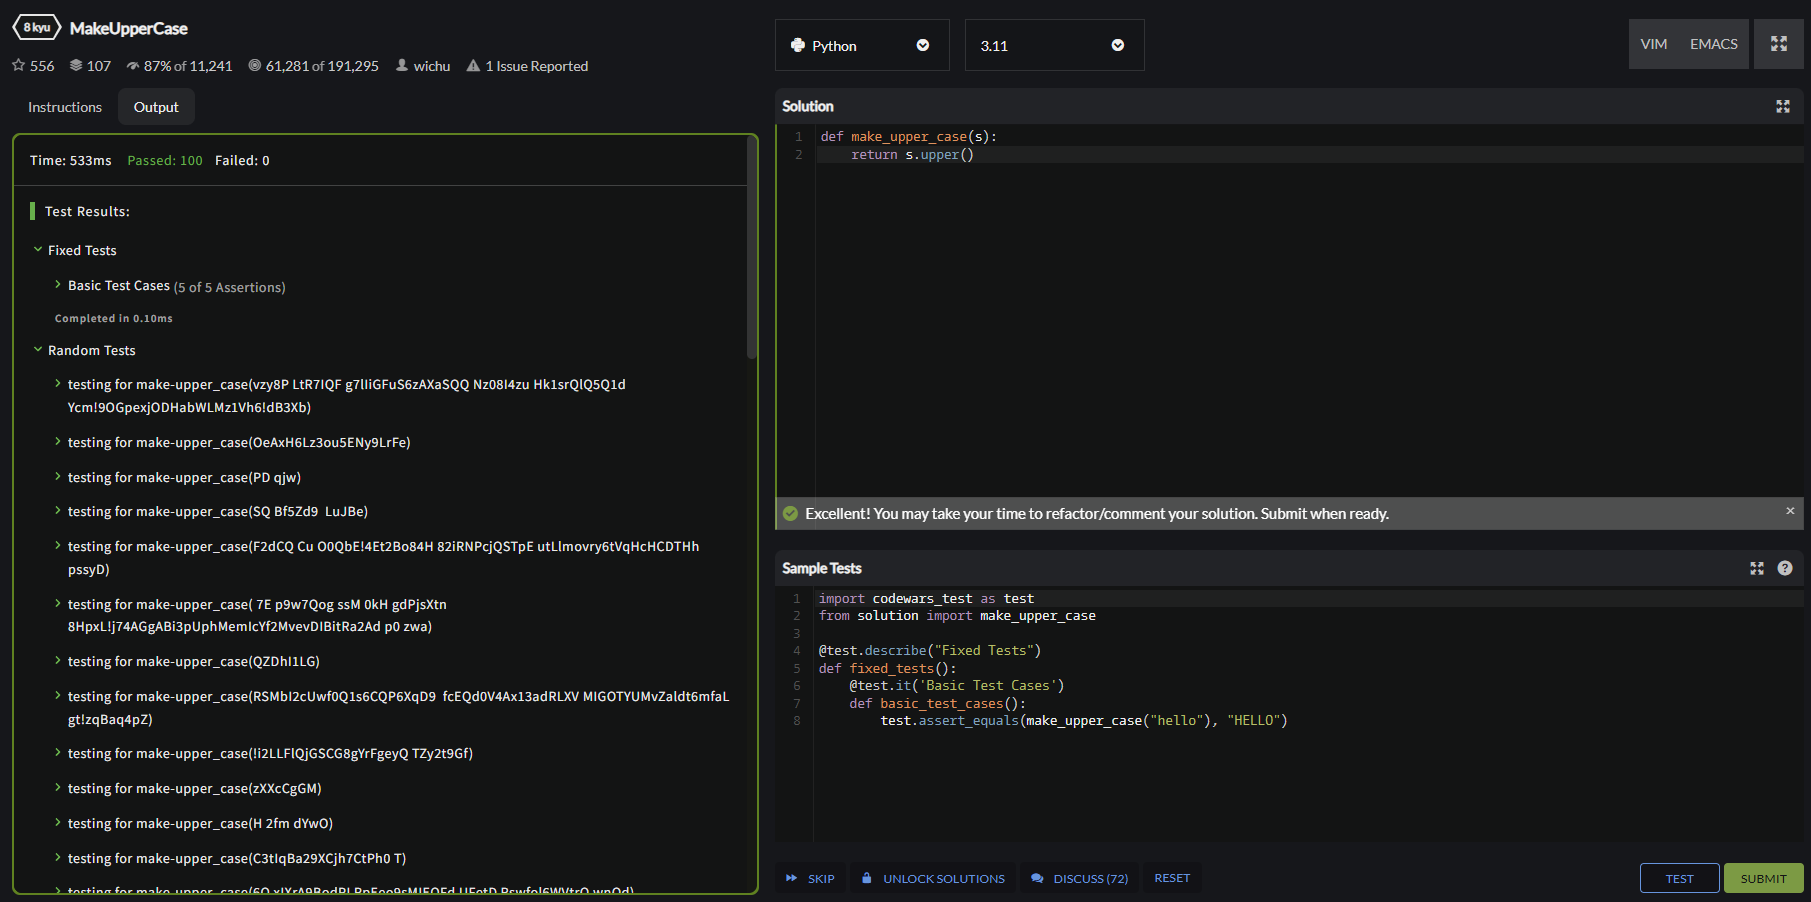 8 kyu MakeUpperCase
556 107 87% of 11,241 61,281 of 191,295 wichu 1 Issue Reported
Instructions Output
Time: 533ms Passed: 100 Failed: 0
Test Results:
Fixed Tests
Basic Test Cases (5 of 5 Assertions)
Completed in 0.10ms
Random Tests
testing for make-upper_case(vzy8P LtR7IQF g7lIiGFuS6zAXaSQQ Nz08I4zu Hk1srQlQ5Q1d
Ycm!9OGpexjODHabWLMz1Vh6!dB3Xb)
testing for make-upper_case(OeAxH6Lz3ou5ENy9LrFe)
testing for make-upper_case(PD qjw)
testing for make-upper_case(SQ Bf5Zd9  LuJBe)
testing for make-upper_case(F2dCQ Cu O0QbE!4Et2Bo84H 82iRNPcjQSTpE utLlmovry6tVqHcHCDTHh
pssyD)
testing for make-upper_case( 7E p9w7Qog ssM 0kH gdPjsXtn
8HpxL!j74AGgABi3pUphMemIcYf2MvevDIBitRa2Ad p0 zwa)
testing for make-upper_case(QZDhI1LG)
testing for make-upper_case(RSMbI2cUwf0Q1s6CQP6XqD9  fcEQd0V4Ax13adRLXV MIGOTYUMvZaldt6mfaL
gt!zqBaq4pZ)
testing for make-upper_case(!i2LLFlQjGSCG8gYrFgeyQ TZy2t9Gf)
testing for make-upper_case(zXXcCgGM)
testing for make-upper_case(H 2fm dYwO)
testing for make-upper_case(C3tIqBa29XCjh7CtPh0 T)
Python
3.11
VIM EMACS
Solution
1 def make_upper_case(s):
2     return s.upper()
Excellent! You may take your time to refactor/comment your solution. Submit when ready.
Sample Tests
1 import codewars_test as test
2 from solution import make_upper_case
3
4 @test.describe("Fixed Tests")
5 def fixed_tests():
6     @test.it('Basic Test Cases')
7     def basic_test_cases():
8         test.assert_equals(make_upper_case("hello"), "HELLO")
SKIP UNLOCK SOLUTIONS DISCUSS (72) RESET TEST SUBMIT